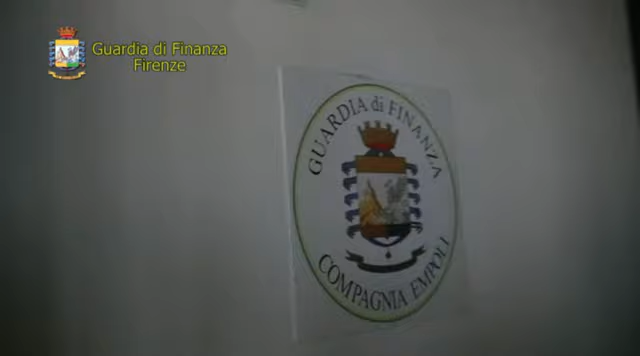 Guardia di Finanza
Firenze
GUARDIA di FINANZA
COMPAGNIA EMPOLI